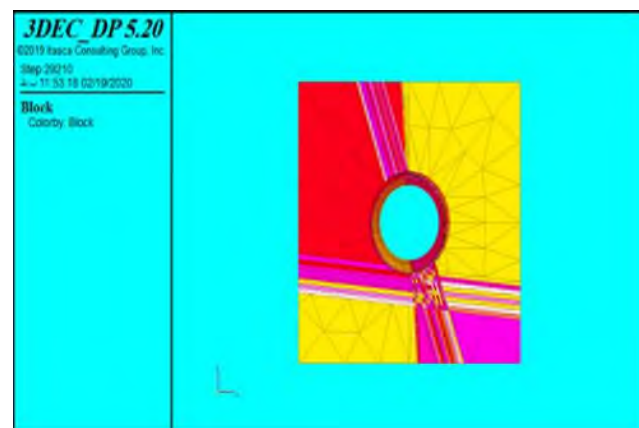 3DEC_DP 5.20
©2019 Itasca Consulting Group, Inc.
Step 29210
11:53:18 02/19/2020
Block
Colorby: Block